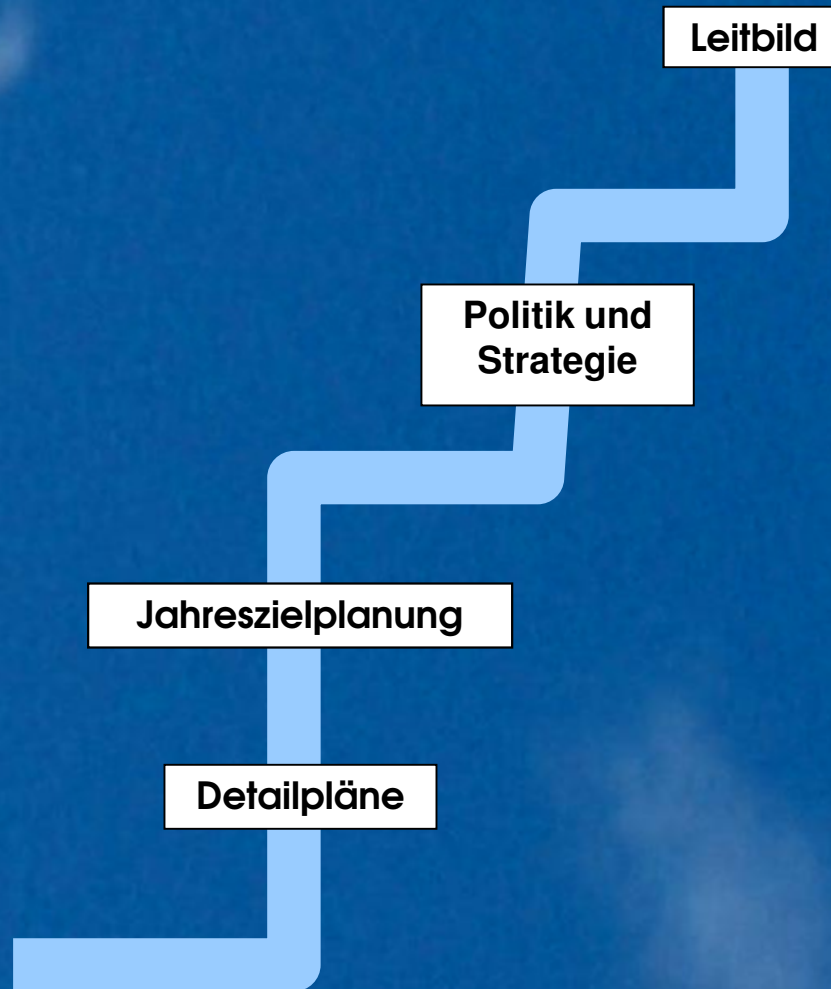 Leitbild
Politik und
Strategie
Jahreszielplanung
Detailpläne